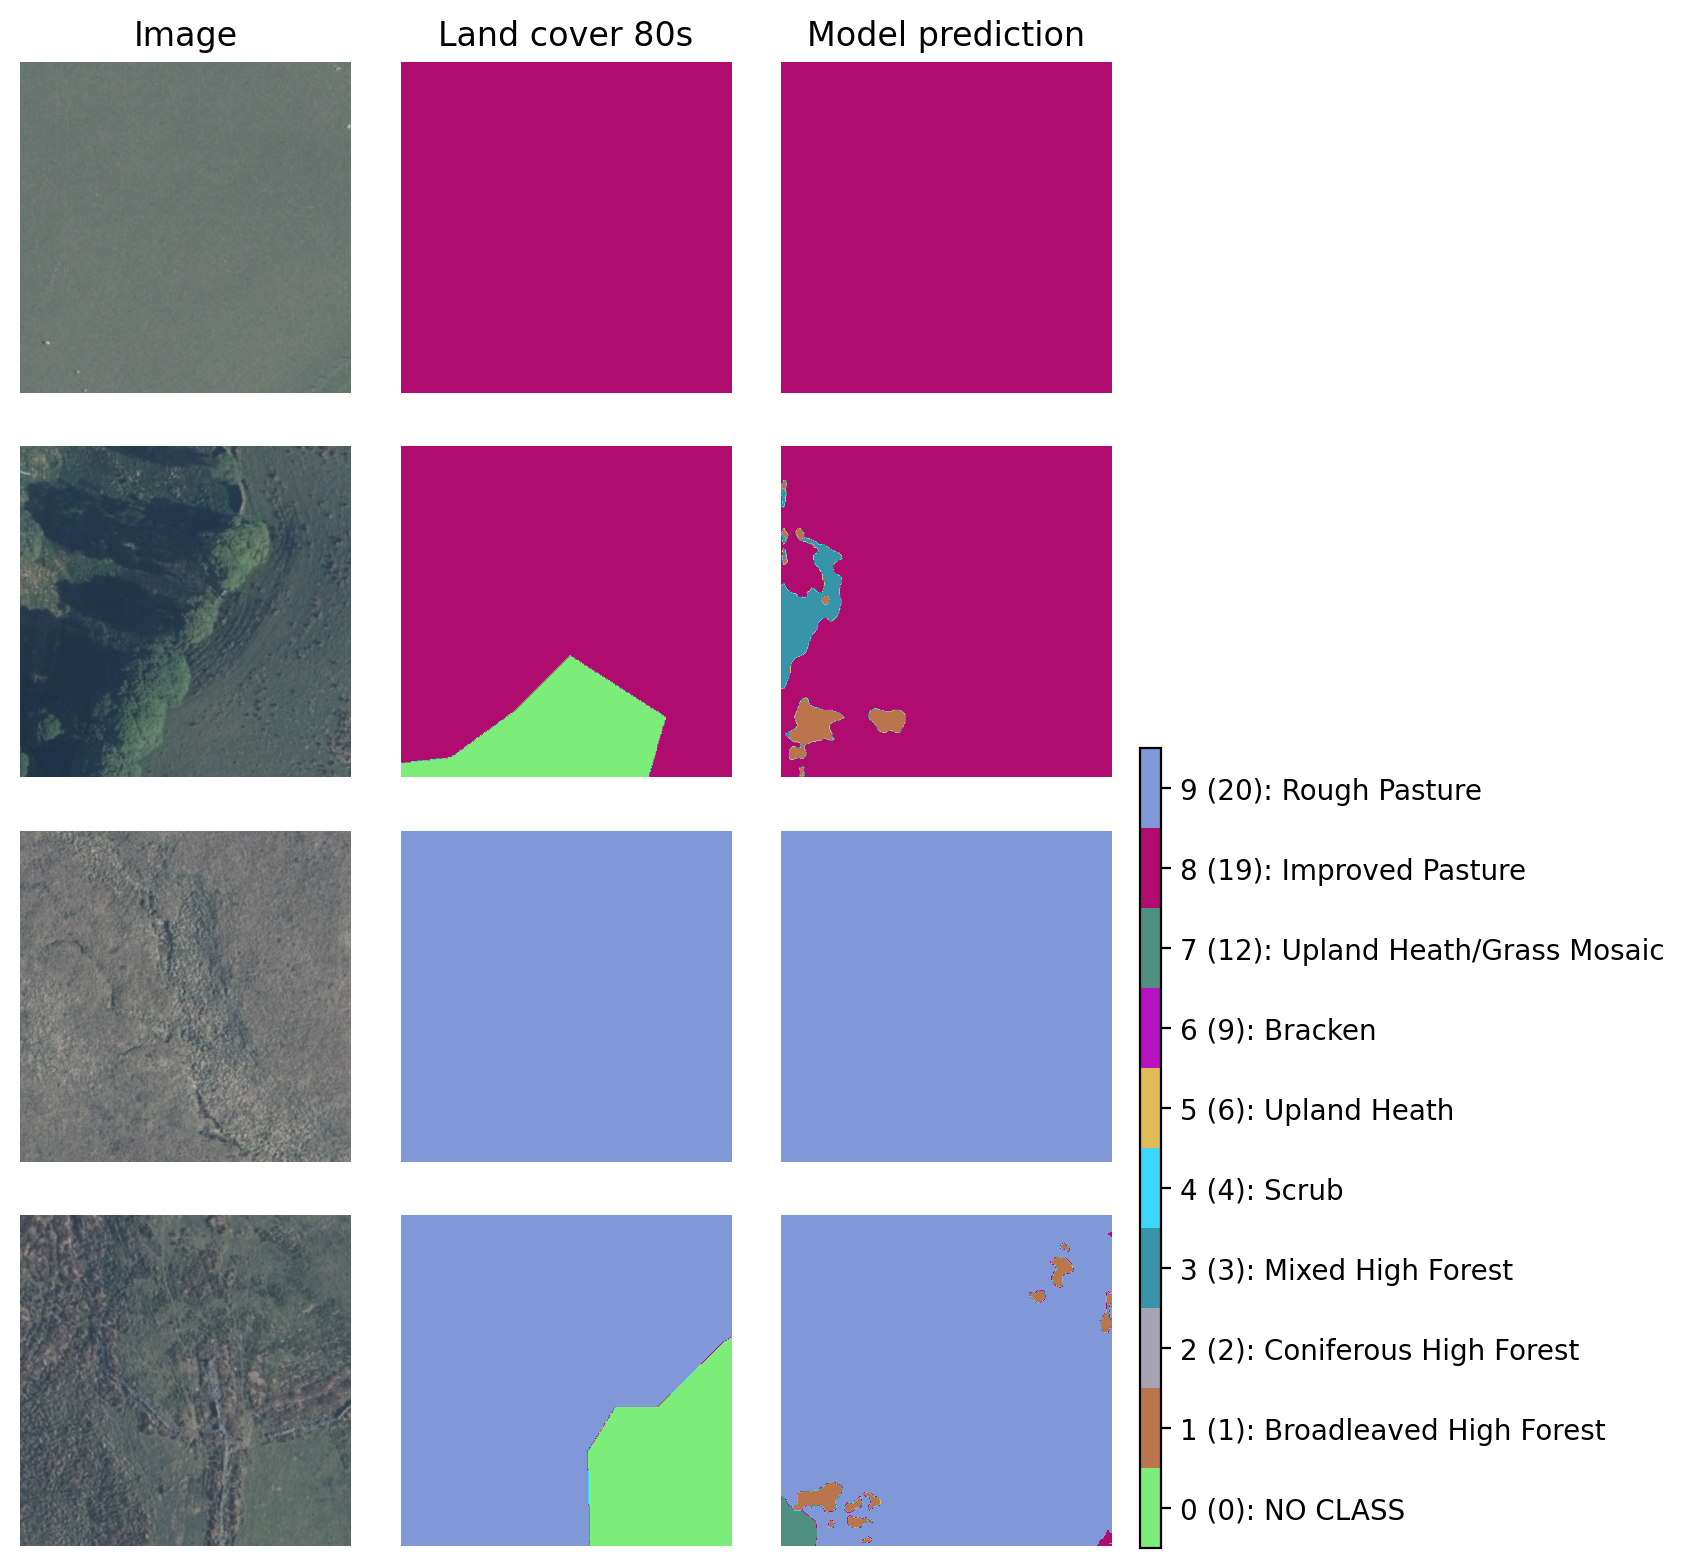 Image
Land cover 80s
Model prediction
9 (20): Rough Pasture
8 (19): Improved Pasture
7 (12): Upland Heath/Grass Mosaic
6 (9): Bracken
5 (6): Upland Heath
4 (4): Scrub
3 (3): Mixed High Forest
2 (2): Coniferous High Forest
1 (1): Broadleaved High Forest
0 (0): NO CLASS